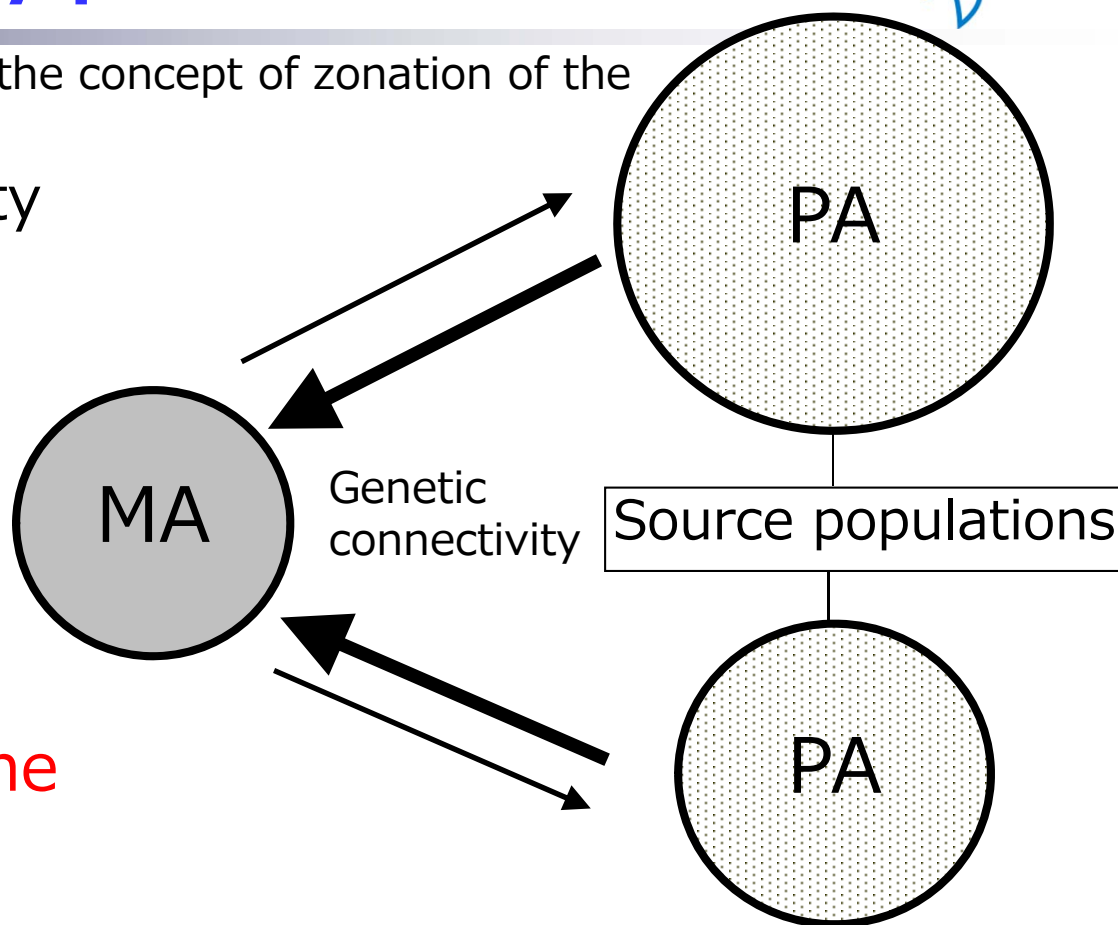 the concept of zonation of the
ty
PA
MA
Genetic
connectivity
Source populations
ne
PA